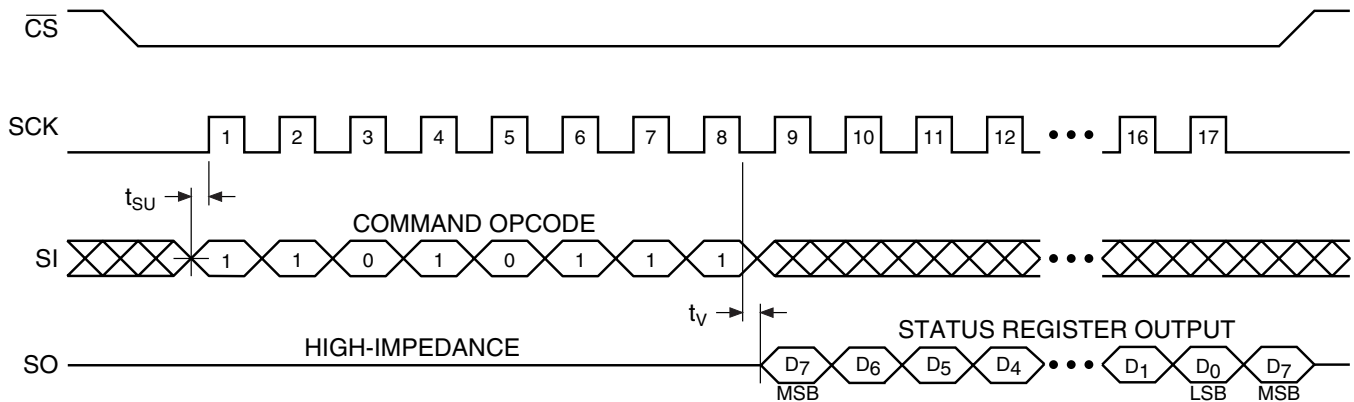 CS
SCK 1 2 3 4 5 6 7 8 9 10 11 12 ••• 16 17
tSU
COMMAND OPCODE
SI 1 1 0 1 0 1 1 1 •••
tV
HIGH-IMPEDANCE STATUS REGISTER OUTPUT
SO D7 D6 D5 D4 ••• D1 D0 D7
MSB LSB MSB